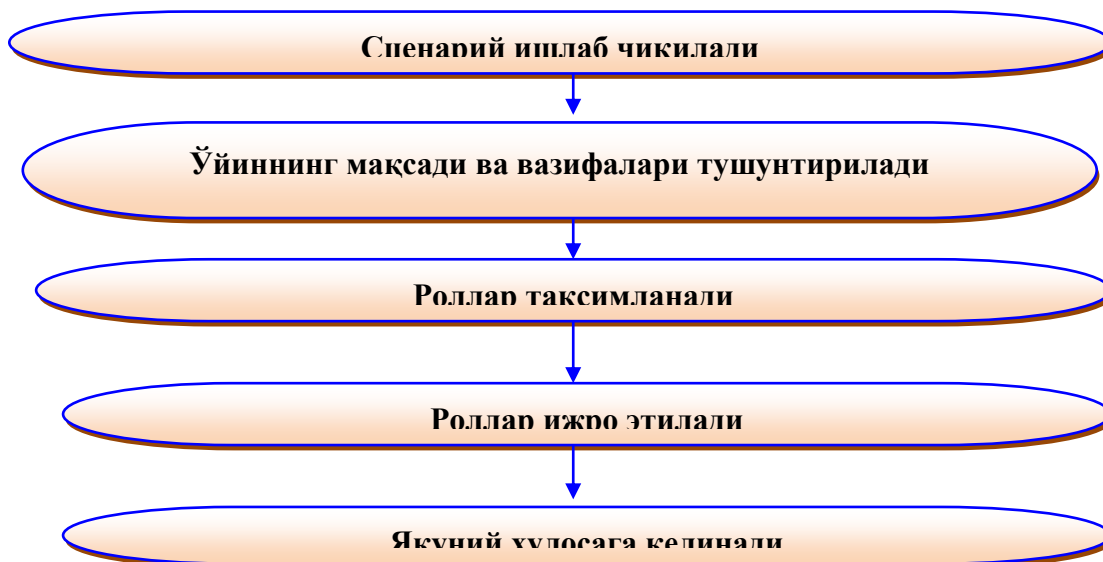 Сценарий ишлаб чиқилади
Ўйиннинг мақсади ва вазифалари тушунтирилади
Роллар тақсимланади
Роллар ижро этилади
Якуний хулосага келинади